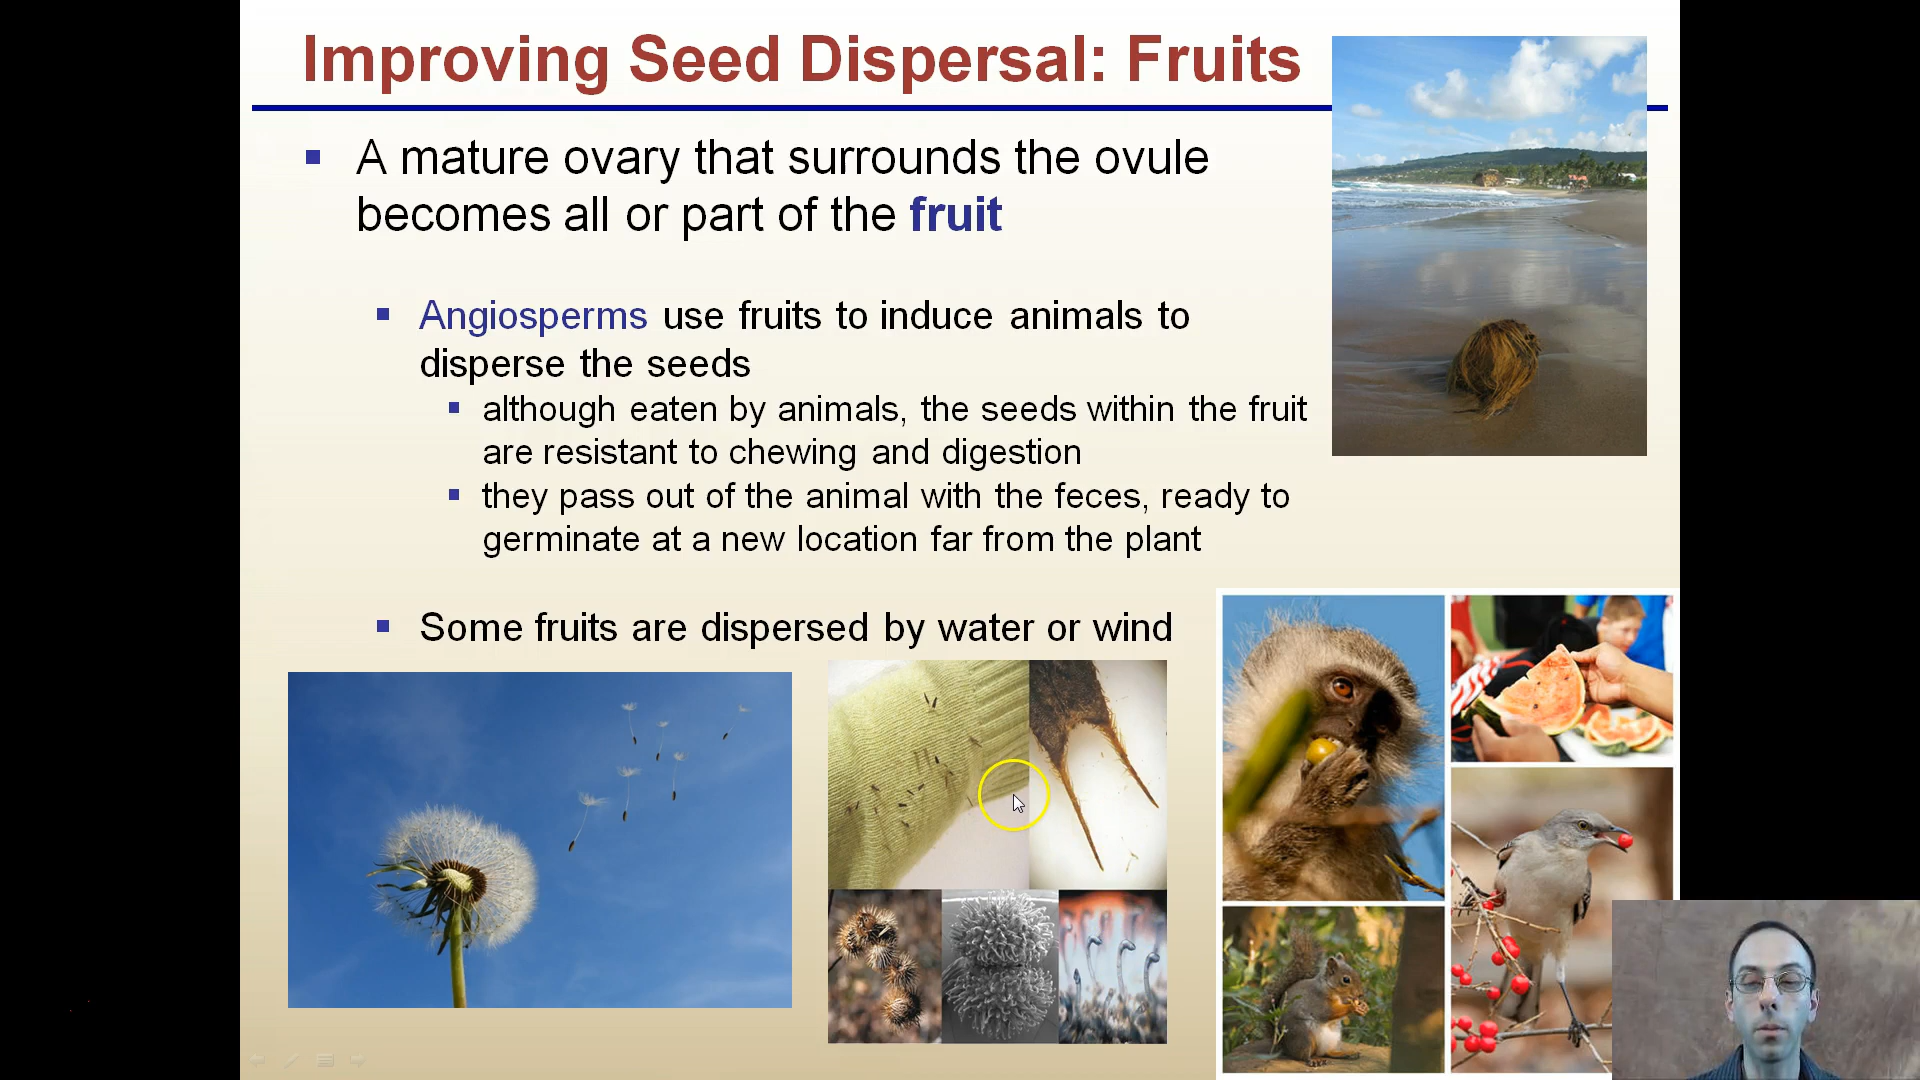 Improving Seed Dispersal: Fruits
A mature ovary that surrounds the ovule
becomes all or part of the fruit
Angiosperms use fruits to induce animals to
disperse the seeds
although eaten by animals, the seeds within the fruit
are resistant to chewing and digestion
they pass out of the animal with the feces, ready to
germinate at a new location far from the plant
Some fruits are dispersed by water or wind